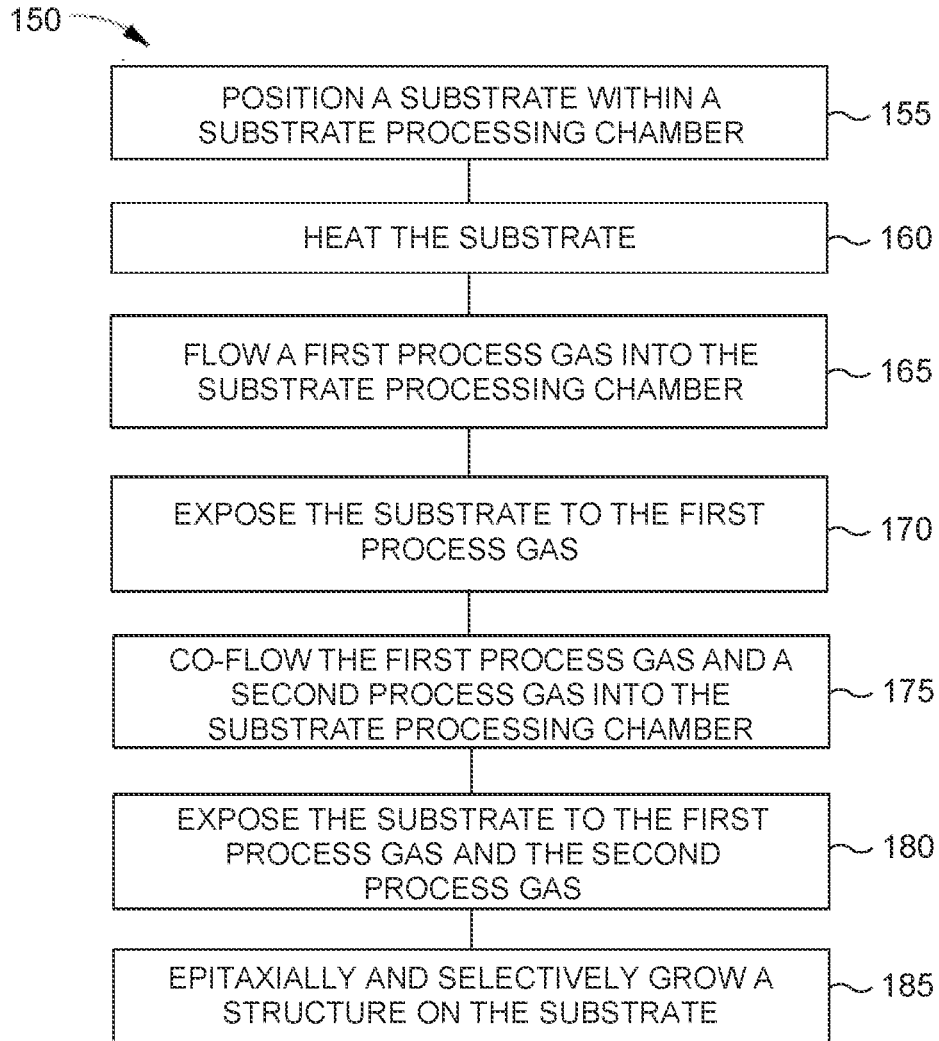 150
POSITION A SUBSTRATE WITHIN A
SUBSTRATE PROCESSING CHAMBER
155
HEAT THE SUBSTRATE
160
FLOW A FIRST PROCESS GAS INTO THE
SUBSTRATE PROCESSING CHAMBER
165
EXPOSE THE SUBSTRATE TO THE FIRST
PROCESS GAS
170
CO-FLOW THE FIRST PROCESS GAS AND A
SECOND PROCESS GAS INTO THE
SUBSTRATE PROCESSING CHAMBER
175
EXPOSE THE SUBSTRATE TO THE FIRST
PROCESS GAS AND THE SECOND
PROCESS GAS
180
EPITAXIALLY AND SELECTIVELY GROW A
STRUCTURE ON THE SUBSTRATE
185